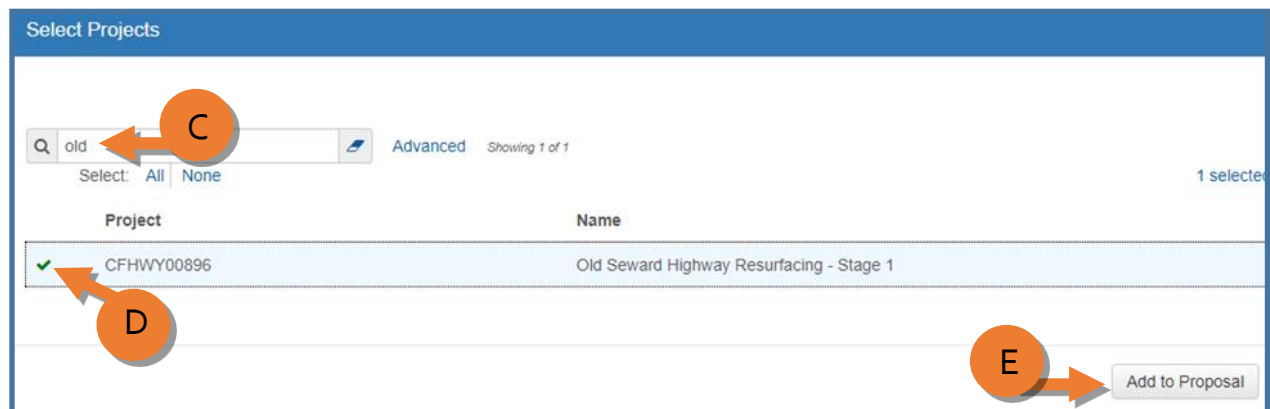 Select Projects
C
old Advanced Showing 1 of 1
Select: All None 1 selected
Project Name
CFHWY00896 Old Seward Highway Resurfacing - Stage 1
D
E
Add to Proposal